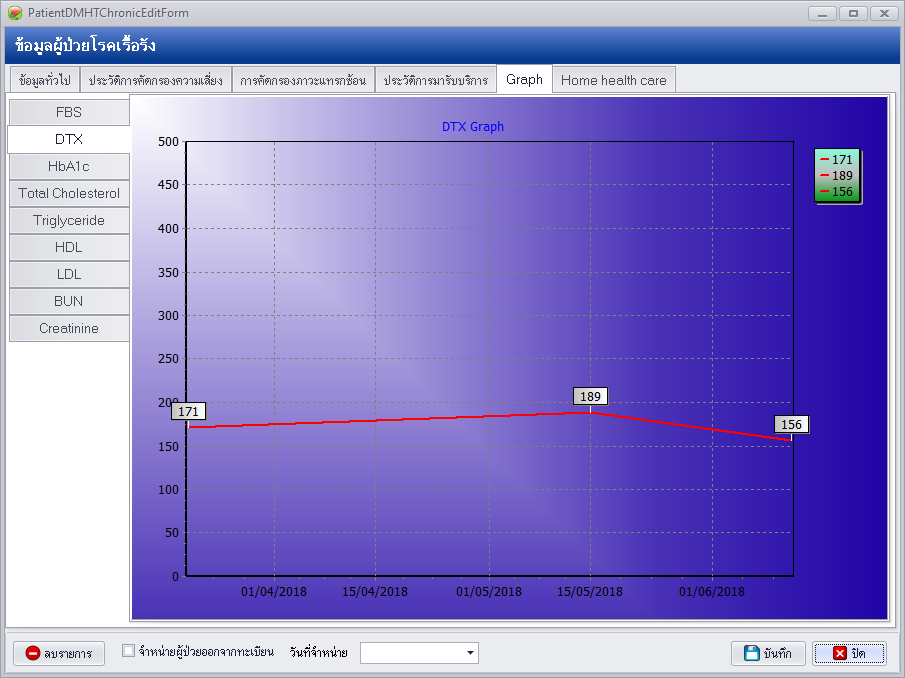 PatientDMHTChronicEditForm
ข้อมูลผู้ป่วยโรคเรื้อรัง
ข้อมูลทั่วไป ประวัติการคัดกรองความเสี่ยง การคัดกรองภาวะแทรกซ้อน ประวัติการมารับบริการ Graph Home health care
FBS
DTX
HbA1c
Total Cholesterol
Triglyceride
HDL
LDL
BUN
Creatinine
DTX Graph
500
450
400
350
300
250
200
150
100
50
0
171
189
156
01/04/2018 15/04/2018 01/05/2018 15/05/2018 01/06/2018
171
189
156
ลบรายการ จำหน่ายผู้ป่วยออกจากทะเบียน วันที่จำหน่าย บันทึก ปิด